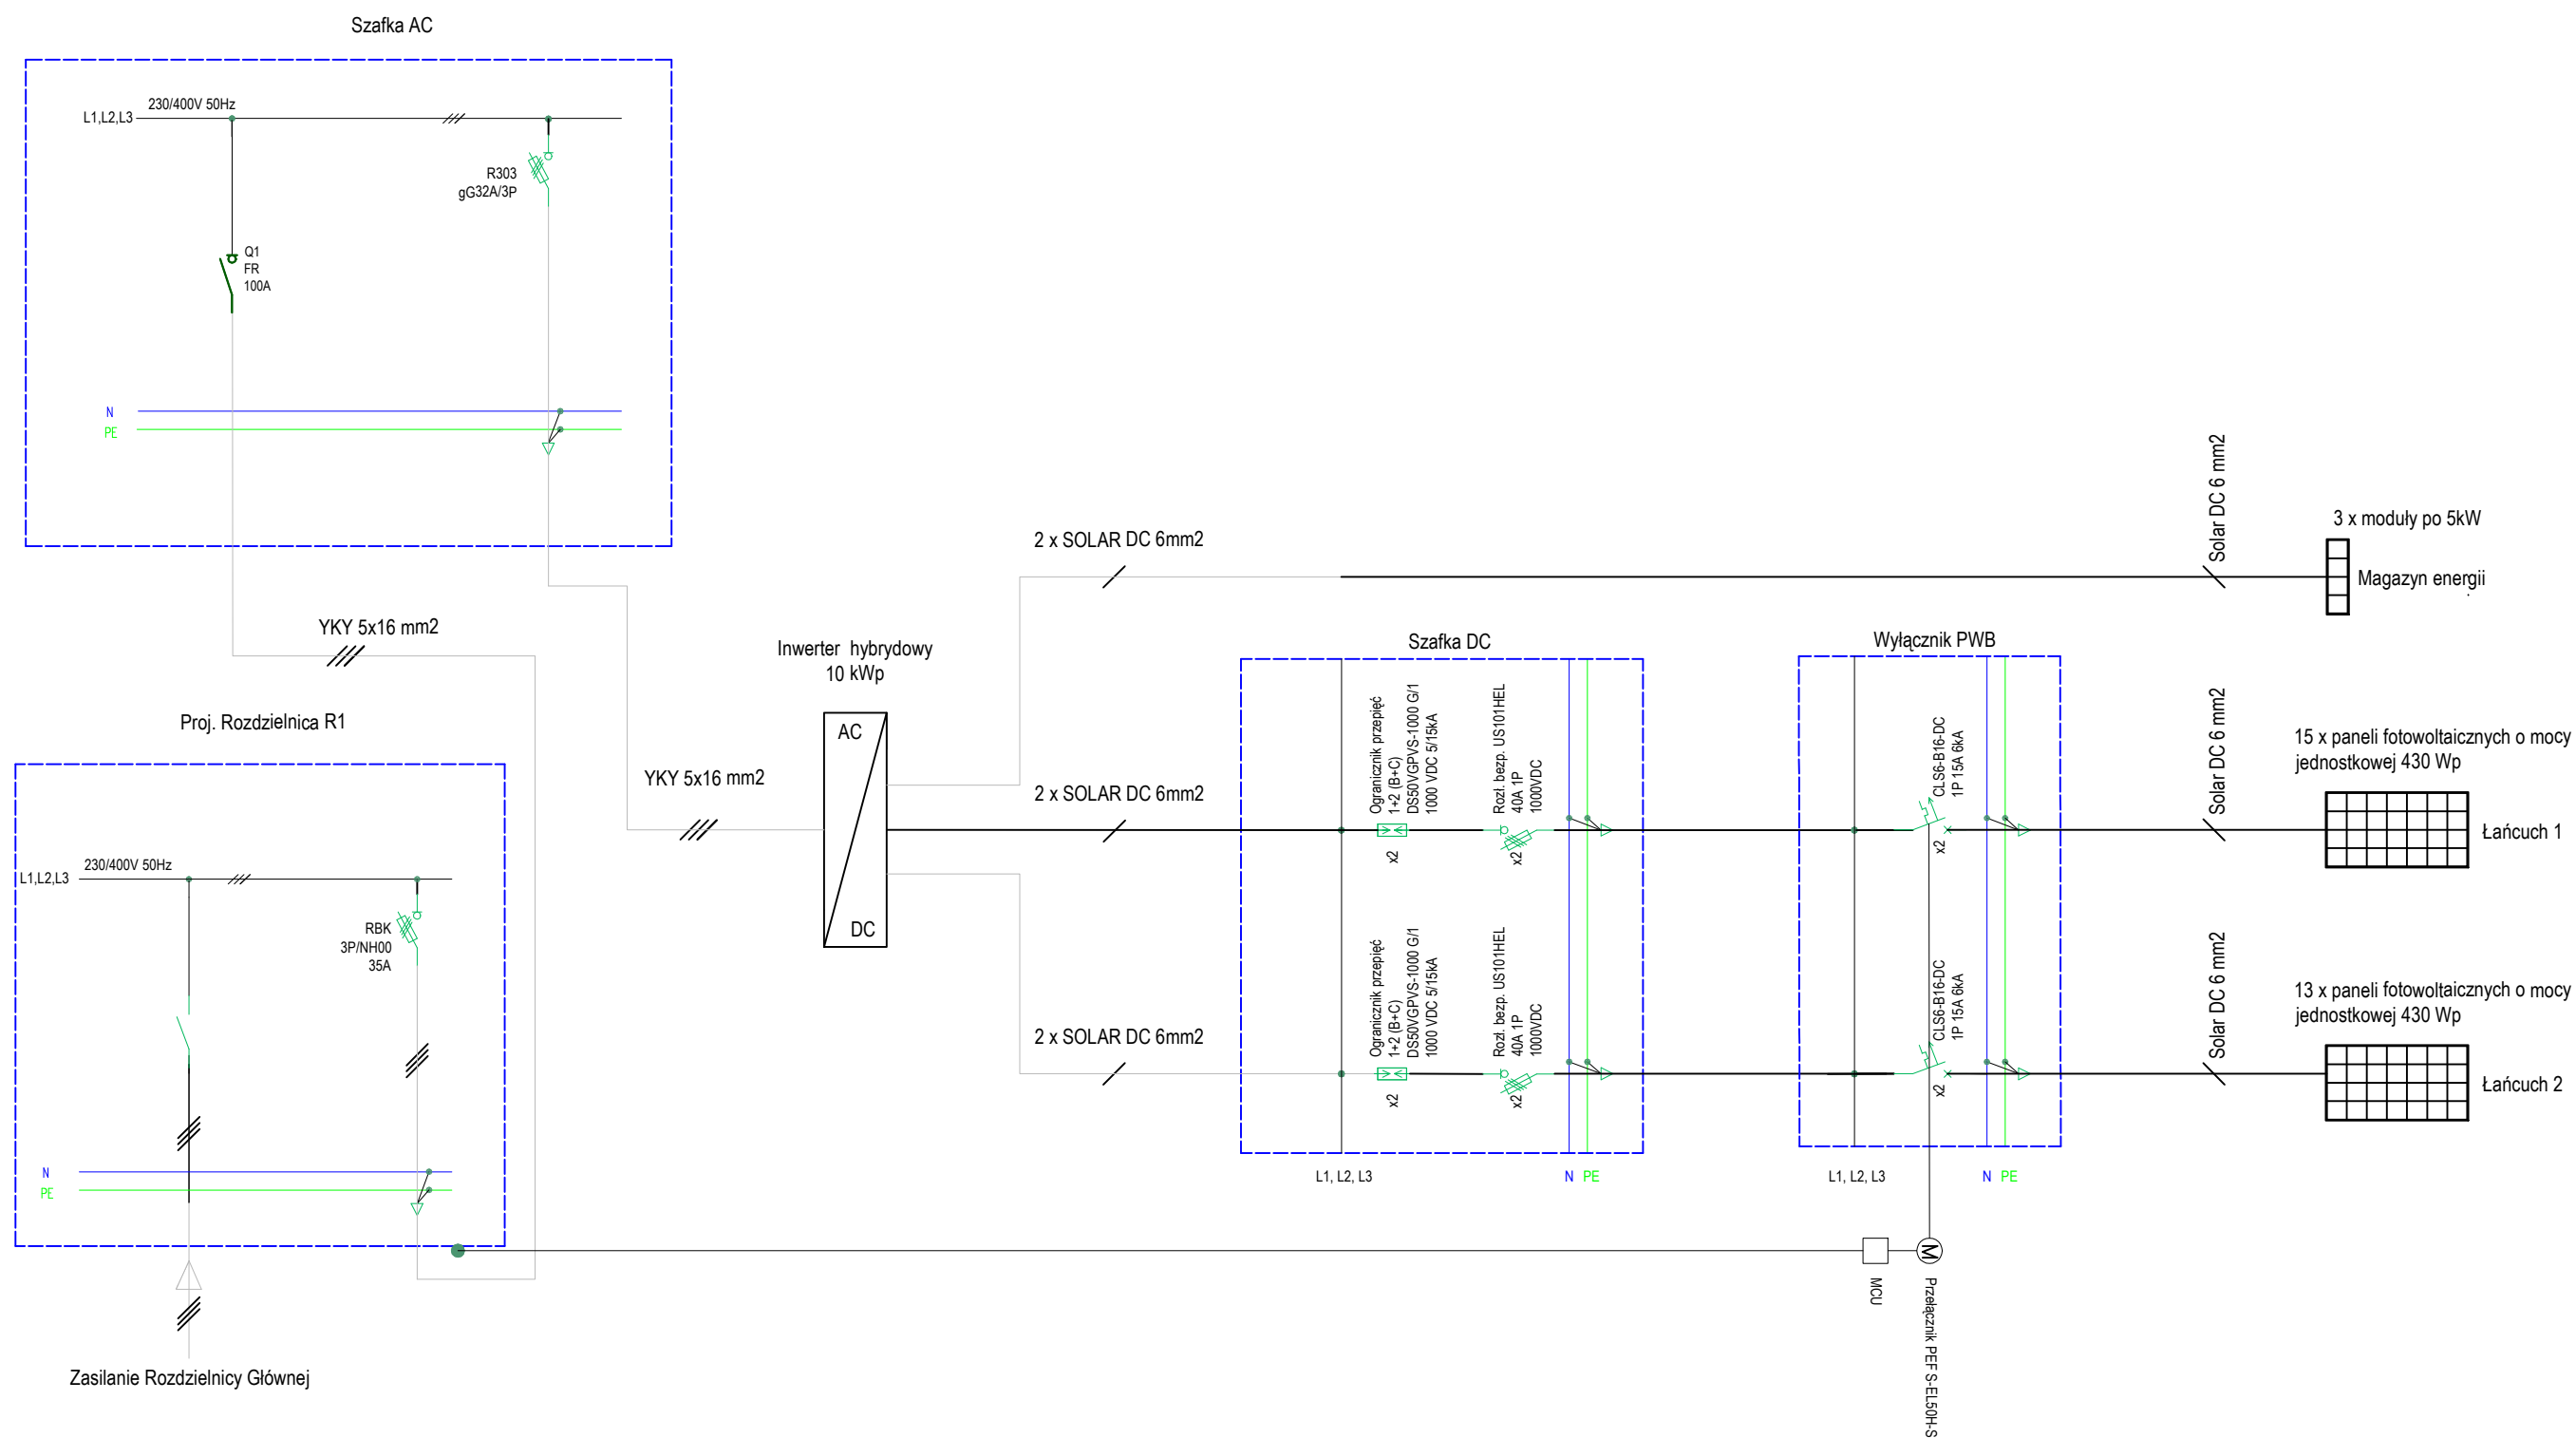 Szafka AC
230/400V 50Hz
L1,L2,L3
R303
gG32A/3P
Q1
FR
100A
N
PE
YKY 5x16 mm2
Proj. Rozdzielnica R1
230/400V 50Hz
L1,L2,L3
RBK
3P/NH00
35A
N
PE
Zasilanie Rozdzielnicy Głównej
YKY 5x16 mm2
Inwerter hybrydowy
10 kWp
AC
DC
2 x SOLAR DC 6mm2
2 x SOLAR DC 6mm2
2 x SOLAR DC 6mm2
Szafka DC
Ogranicznik przepięć
1+2 (B+C)
DS50VGPVS-1000 G/1
1000 VDC 5/15kA
x2
Rozł. bezp. US101HEL
40A 1P
1000VDC
x2
Ogranicznik przepięć
1+2 (B+C)
DS50VGPVS-1000 G/1
1000 VDC 5/15kA
x2
Rozł. bezp. US101HEL
40A 1P
1000VDC
x2
L1, L2, L3
N
PE
Wyłącznik PWB
CLS6-B16-DC
1P 15A 6kA
x2
CLS6-B16-DC
1P 15A 6kA
x2
L1, L2, L3
N
PE
M
MCU
Przełącznik PEF S-EL50H-S
Solar DC 6 mm2
3 x moduły po 5kW
Magazyn energii
Solar DC 6 mm2
15 x paneli fotowoltaicznych o mocy
jednostkowej 430 Wp
Łańcuch 1
Solar DC 6 mm2
13 x paneli fotowoltaicznych o mocy
jednostkowej 430 Wp
Łańcuch 2